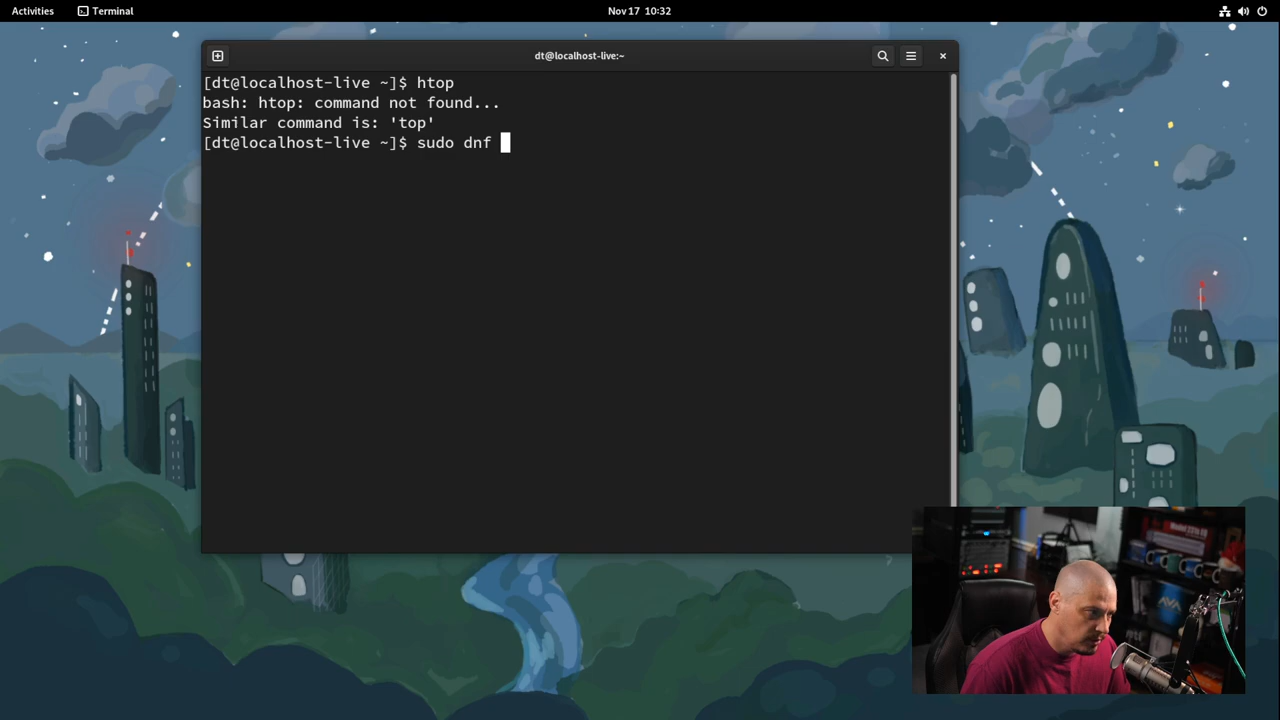 Activities
Terminal
Nov 17 10:32
dt@localhost-live:~
[dt@localhost-live ~]$ htop
bash: htop: command not found...
Similar command is: 'top'
[dt@localhost-live ~]$ sudo dnf
AVA